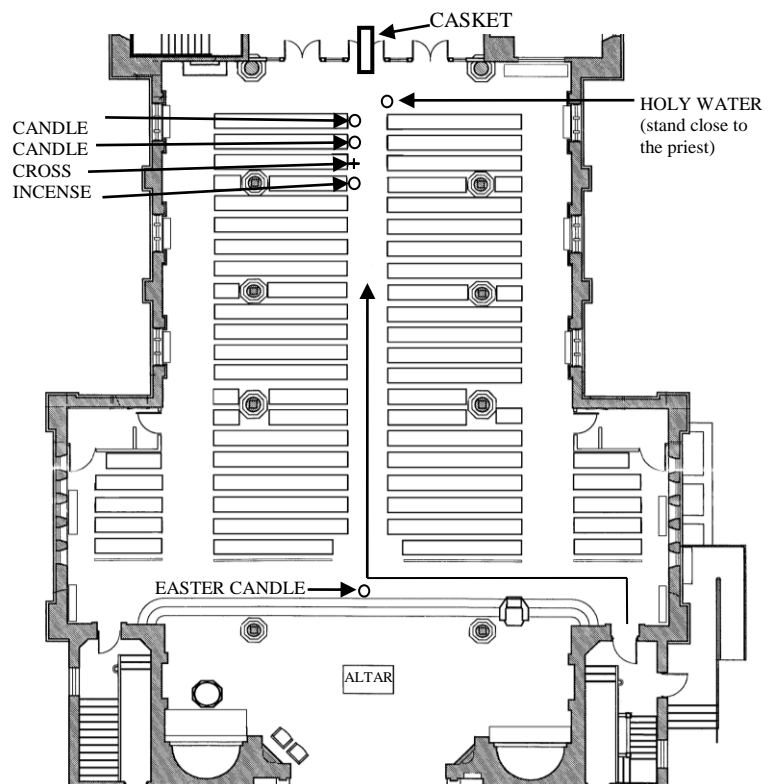 CASKET
HOLY WATER
(stand close to
the priest)
CANDLE
CANDLE
CROSS
INCENSE
EASTER CANDLE
ALTAR